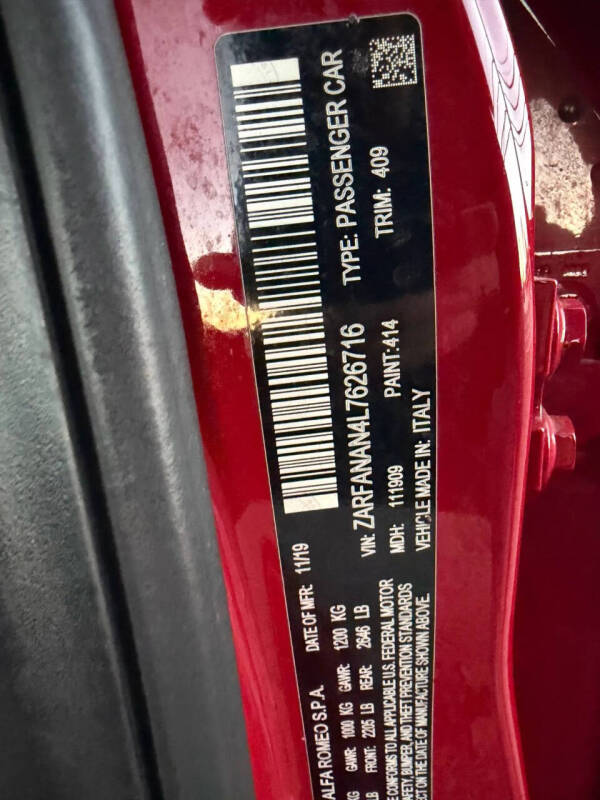 ALFA ROMEO S.P.A. DATE OF MFR: 11/19
GAWR: 1000 KG GAWR: 1200 KG
LB FRONT: 2205 LB REAR: 2646 LB
CONFORMS TO ALL APPLICABLE U.S. FEDERAL MOTOR
SAFETY, BUMPER, AND THEFT PREVENTION STANDARDS
ON THE DATE OF MANUFACTURE SHOWN ABOVE.
VIN: ZARFANAN4L7626716 TYPE: PASSENGER CAR
MDH: 111909 PAINT: 414 TRIM: 409
VEHICLE MADE IN: ITALY